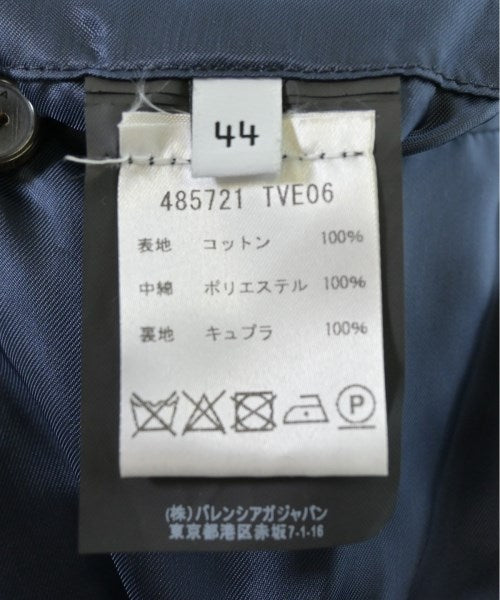 44
485721 TVE06
表地 コットン 100%
中綿 ポリエステル 100%
裏地 キュプラ 100%
P
(株)バレンシアガジャパン
東京都港区赤坂7-1-16